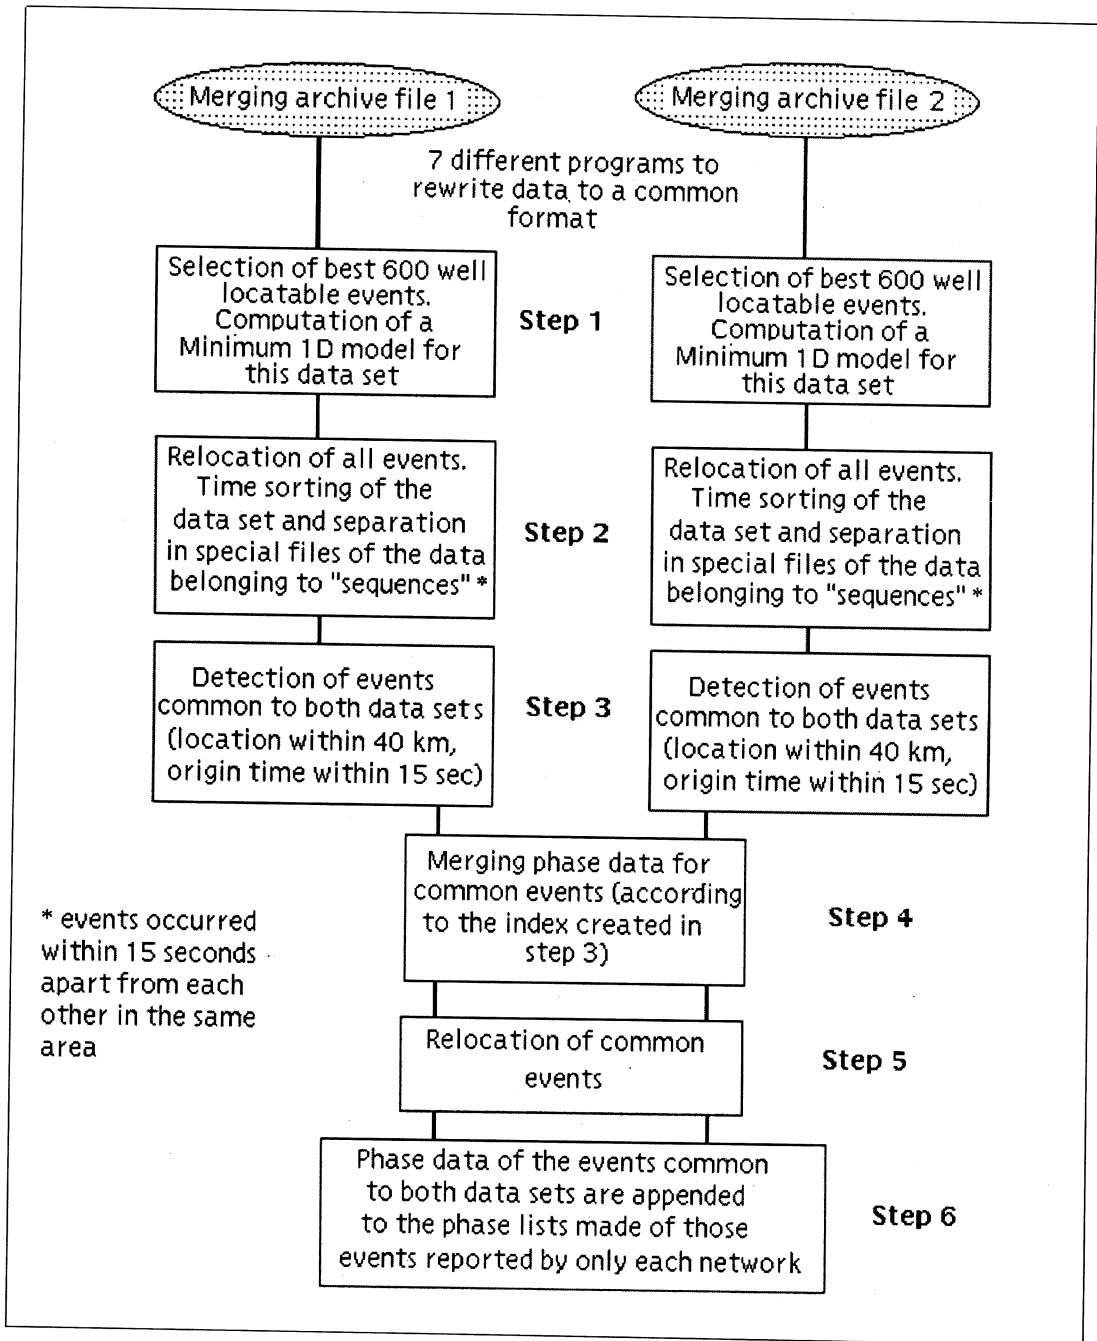 Merging archive file 1
Merging archive file 2
7 different programs to
rewrite data to a common
format
Selection of best 600 well
locatable events.
Computation of a
Minimum 1D model for
this data set
Step 1
Selection of best 600 well
locatable events.
Computation of a
Minimum 1D model for
this data set
Relocation of all events.
Time sorting of the
data set and separation
in special files of the data
belonging to "sequences" *
Step 2
Relocation of all events.
Time sorting of the
data set and separation
in special files of the data
belonging to "sequences" *
Detection of events
common to both data sets
(location within 40 km,
origin time within 15 sec)
Step 3
Detection of events
common to both data sets
(location within 40 km,
origin time within 15 sec)
Merging phase data for
common events (according
to the index created in
step 3)
Step 4
* events occurred
within 15 seconds
apart from each
other in the same
area
Relocation of common
events
Step 5
Phase data of the events common
to both data sets are appended
to the phase lists made of those
events reported by only each network
Step 6